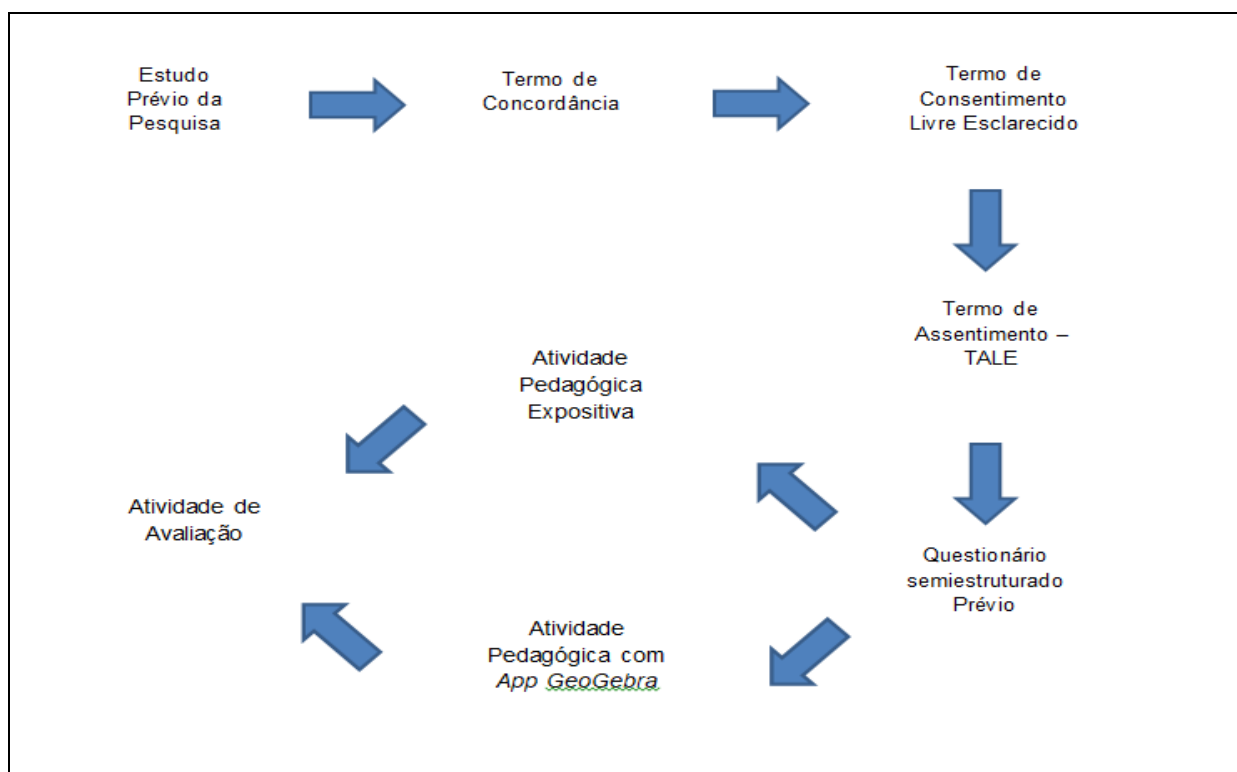 Estudo
Prévio da
Pesquisa
Termo de
Concordância
Termo de
Consentimento
Livre Esclarecido
Termo de
Assentimento –
TALE
Questionário
semiestruturado
Prévio
Atividade
Pedagógica
Expositiva
Atividade
Pedagógica com
App GeoGebra
Atividade de
Avaliação